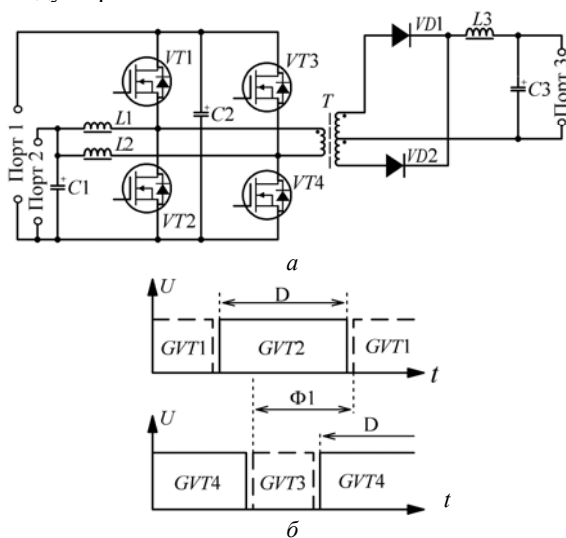 VT1
VT3
VD1
L3
C2
T
C3
Порт 3
Порт 1
Порт 2
L1
L2
C1
VT2
VT4
VD2
а
U
D
GVT1
GVT2
GVT1
t
Ф1
U
D
GVT4
GVT3
GVT4
t
б